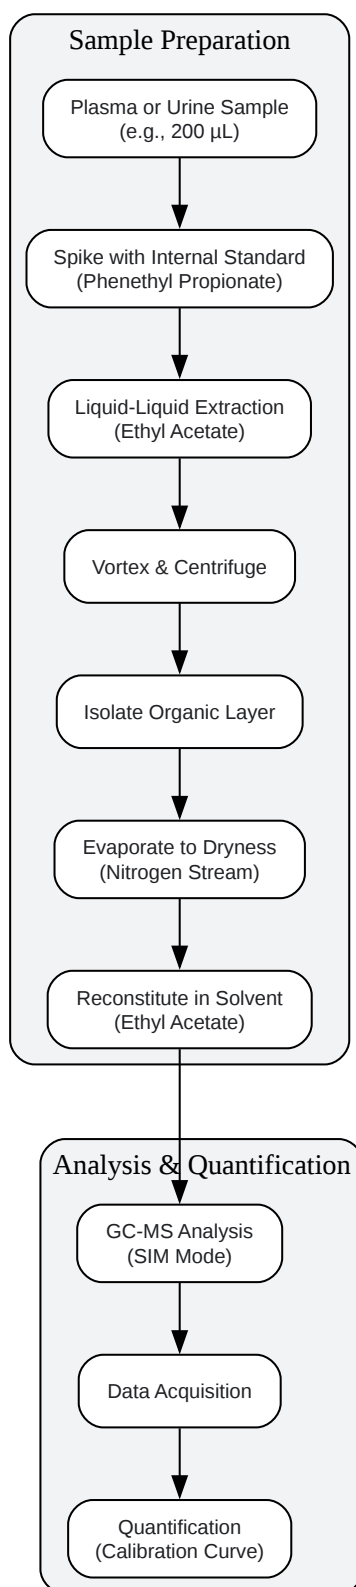 Sample Preparation
Plasma or Urine Sample
(e.g., 200 µL)
Spike with Internal Standard
(Phenethyl Propionate)
Liquid-Liquid Extraction
(Ethyl Acetate)
Vortex & Centrifuge
Isolate Organic Layer
Evaporate to Dryness
(Nitrogen Stream)
Reconstitute in Solvent
(Ethyl Acetate)
Analysis & Quantification
GC-MS Analysis
(SIM Mode)
Data Acquisition
Quantification
(Calibration Curve)